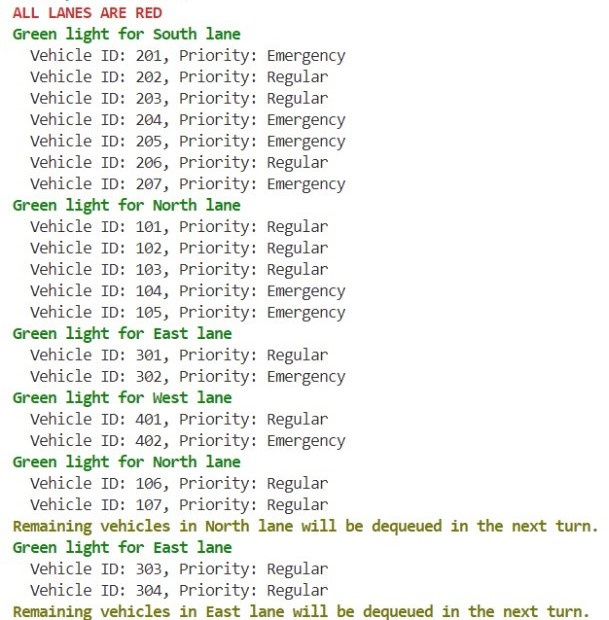 ALL LANES ARE RED
Green light for South lane
Vehicle ID: 201, Priority: Emergency
Vehicle ID: 202, Priority: Regular
Vehicle ID: 203, Priority: Regular
Vehicle ID: 204, Priority: Emergency
Vehicle ID: 205, Priority: Emergency
Vehicle ID: 206, Priority: Regular
Vehicle ID: 207, Priority: Emergency
Green light for North lane
Vehicle ID: 101, Priority: Regular
Vehicle ID: 102, Priority: Regular
Vehicle ID: 103, Priority: Regular
Vehicle ID: 104, Priority: Emergency
Vehicle ID: 105, Priority: Emergency
Green light for East lane
Vehicle ID: 301, Priority: Regular
Vehicle ID: 302, Priority: Emergency
Green light for West lane
Vehicle ID: 401, Priority: Regular
Vehicle ID: 402, Priority: Emergency
Green light for North lane
Vehicle ID: 106, Priority: Regular
Vehicle ID: 107, Priority: Regular
Remaining vehicles in North lane will be dequeued in the next turn.
Green light for East lane
Vehicle ID: 303, Priority: Regular
Vehicle ID: 304, Priority: Regular
Remaining vehicles in East lane will be dequeued in the next turn.